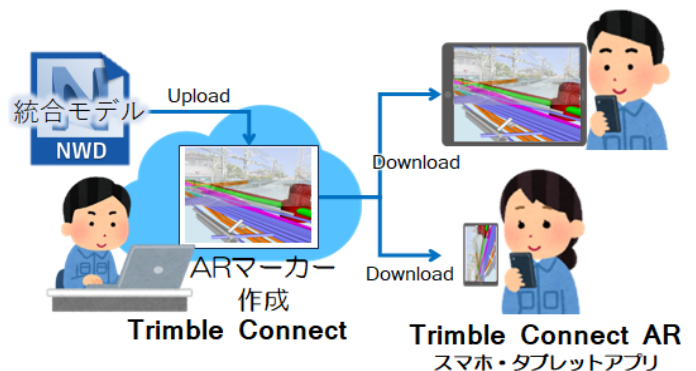 N
統合モデル
NWD
Upload
ARマーカー
作成
Trimble Connect
Download
Download
Trimble Connect AR
スマホ・タブレットアプリ